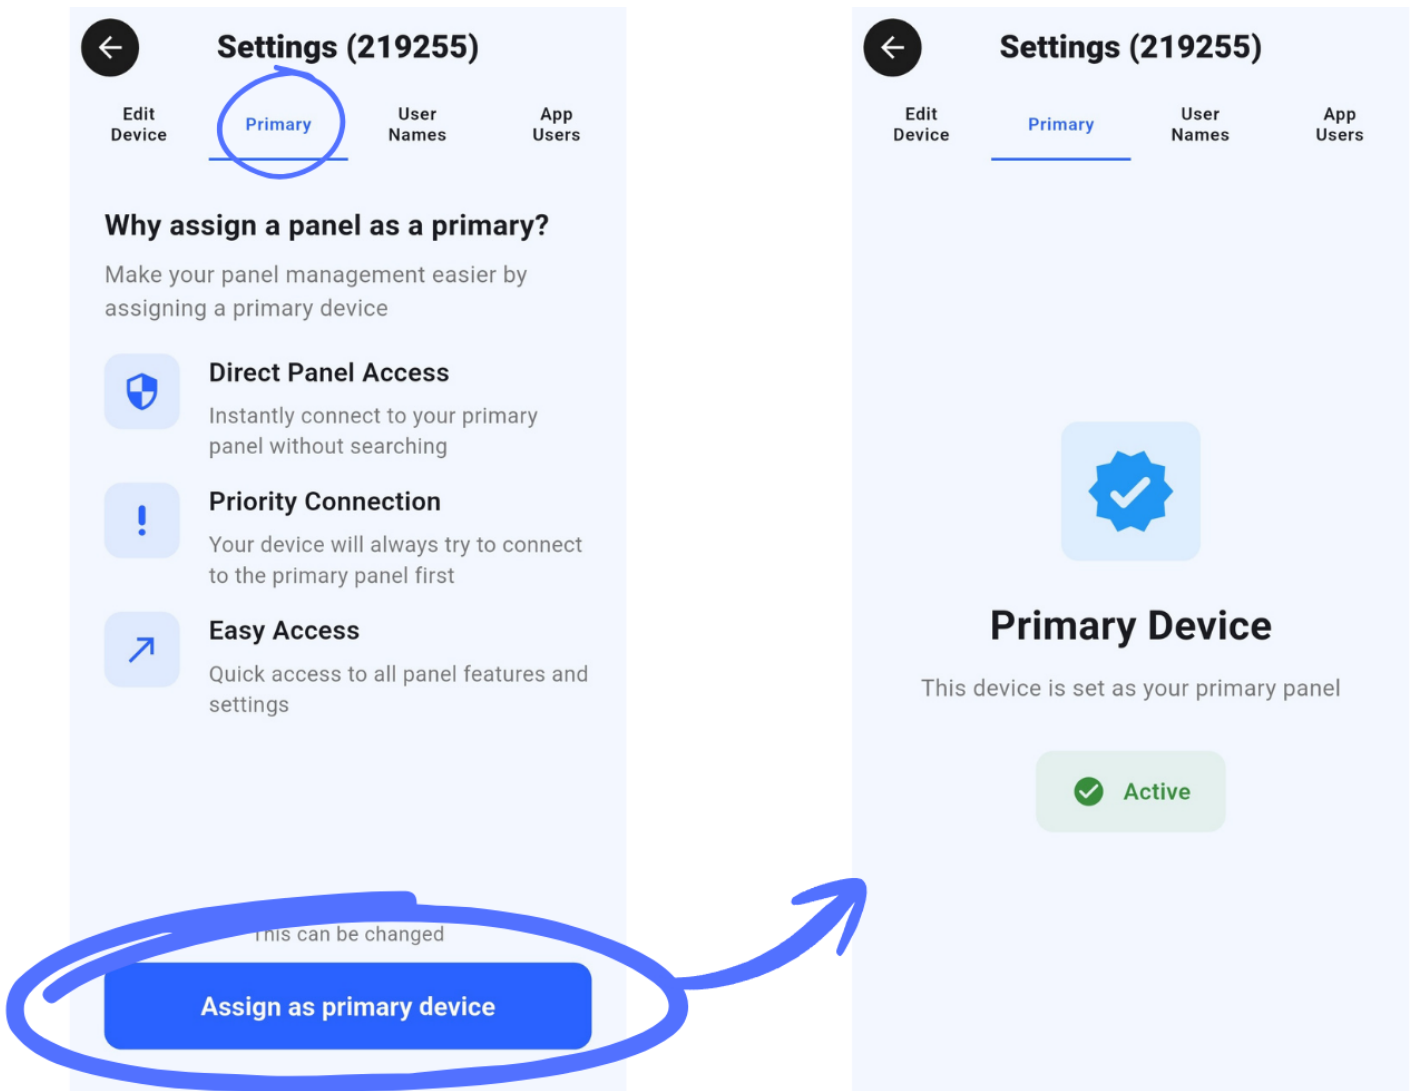 Settings (219255)
Edit
Device
Primary
User
Names
App
Users
Why assign a panel as a primary?
Make your panel management easier by
assigning a primary device
Direct Panel Access
Instantly connect to your primary
panel without searching
Priority Connection
Your device will always try to connect
to the primary panel first
Easy Access
Quick access to all panel features and
settings
This can be changed
Assign as primary device
Settings (219255)
Edit
Device
Primary
User
Names
App
Users
Primary Device
This device is set as your primary panel
Active